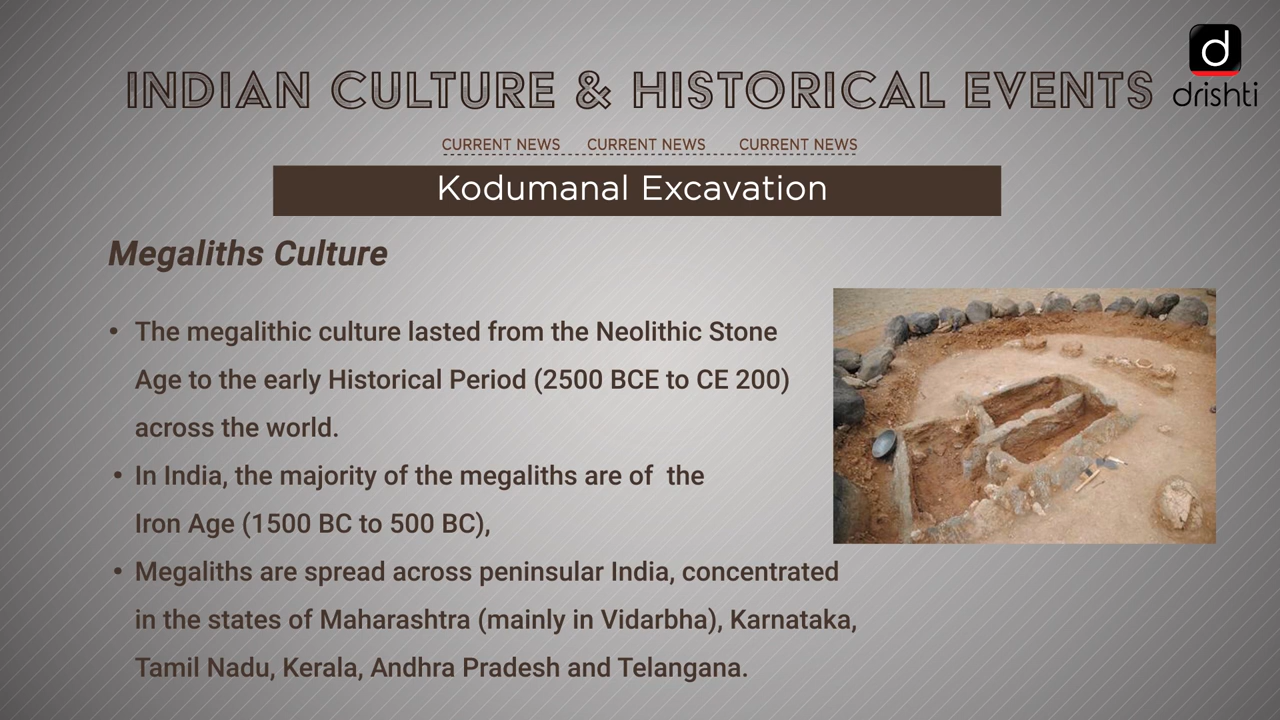 INDIAN CULTURE & HISTORICAL EVENTS
d
drishti
CURRENT NEWS CURRENT NEWS CURRENT NEWS
Kodumanal Excavation
Megaliths Culture
• The megalithic culture lasted from the Neolithic Stone
Age to the early Historical Period (2500 BCE to CE 200)
across the world.
• In India, the majority of the megaliths are of the
Iron Age (1500 BC to 500 BC),
• Megaliths are spread across peninsular India, concentrated
in the states of Maharashtra (mainly in Vidarbha), Karnataka,
Tamil Nadu, Kerala, Andhra Pradesh and Telangana.